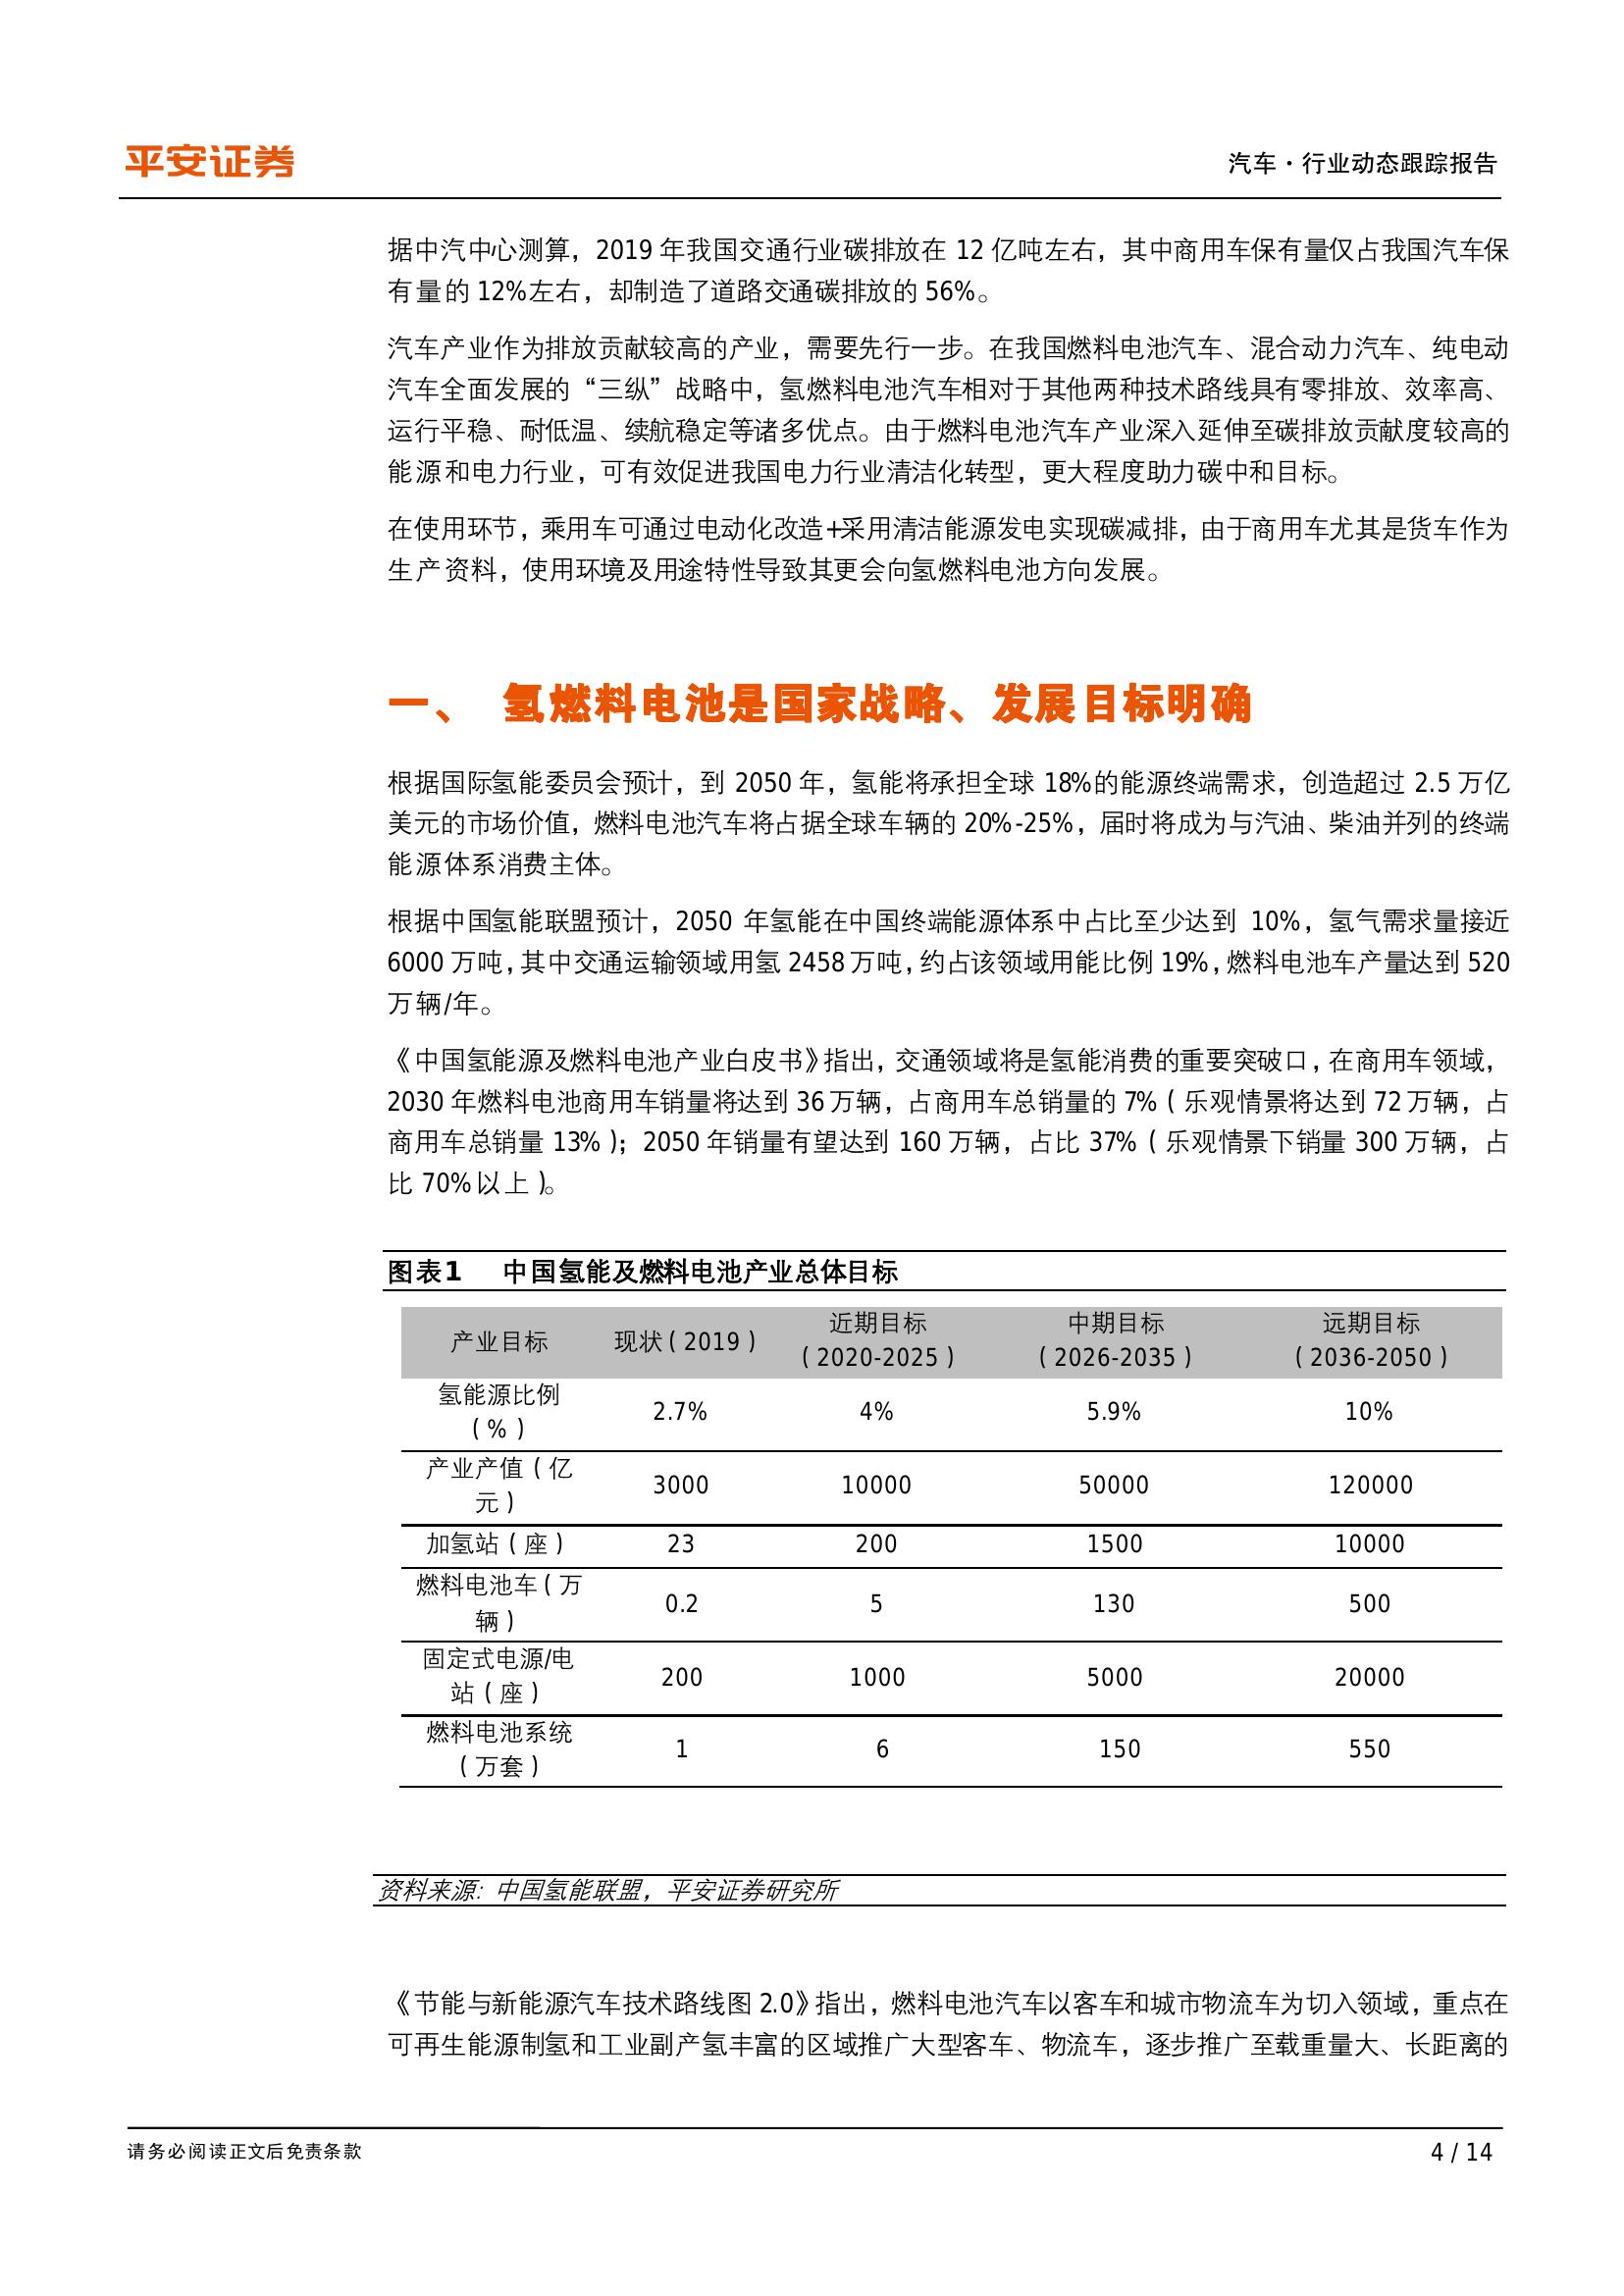 平安证券
汽车·行业动态跟踪报告
据中汽中心测算，2019 年我国交通行业碳排放在 12 亿吨左右，其中商用车保有量仅占我国汽车保
有量的 12%左右，却制造了道路交通碳排放的 56%。
汽车产业作为排放贡献较高的产业，需要先行一步。在我国燃料电池汽车、混合动力汽车、纯电动
汽车全面发展的“三纵”战略中，氢燃料电池汽车相对于其他两种技术路线具有零排放、效率高、
运行平稳、耐低温、续航稳定等诸多优点。由于燃料电池汽车产业深入延伸至碳排放贡献度较高的
能源和电力行业，可有效促进我国电力行业清洁化转型，更大程度助力碳中和目标。
在使用环节，乘用车可通过电动化改造+采用清洁能源发电实现碳减排，由于商用车尤其是货车作为
生产资料，使用环境及用途特性导致其更会向氢燃料电池方向发展。
一、 氢燃料电池是国家战略、发展目标明确
根据国际氢能委员会预计，到 2050 年，氢能将承担全球 18%的能源终端需求，创造超过 2.5 万亿
美元的市场价值，燃料电池汽车将占据全球车辆的 20%-25%，届时将成为与汽油、柴油并列的终端
能源体系消费主体。
根据中国氢能联盟预计，2050 年氢能在中国终端能源体系中占比至少达到 10%，氢气需求量接近
6000 万吨，其中交通运输领域用氢 2458 万吨，约占该领域用能比例 19%，燃料电池车产量达到 520
万辆/年。
《中国氢能源及燃料电池产业白皮书》指出，交通领域将是氢能消费的重要突破口，在商用车领域，
2030 年燃料电池商用车销量将达到 36 万辆，占商用车总销量的 7%（乐观情景将达到 72 万辆，占
商用车总销量 13%）；2050 年销量有望达到 160 万辆，占比 37%（乐观情景下销量 300 万辆，占
比 70%以上）。
图表1 中国氢能及燃料电池产业总体目标
产业目标 现状（2019） 近期目标 中期目标 远期目标
（2020-2025） （2026-2035） （2036-2050）
氢能源比例
（%） 2.7% 4% 5.9% 10%
产业产值（亿
元） 3000 10000 50000 120000
加氢站（座） 23 200 1500 10000
燃料电池车（万
辆） 0.2 5 130 500
固定式电源/电
站（座） 200 1000 5000 20000
燃料电池系统
（万套） 1 6 150 550
资料来源：中国氢能联盟，平安证券研究所
《节能与新能源汽车技术路线图 2.0》指出，燃料电池汽车以客车和城市物流车为切入领域，重点在
可再生能源制氢和工业副产氢丰富的区域推广大型客车、物流车，逐步推广至载重量大、长距离的
请务必阅读正文后免责条款
4 / 14